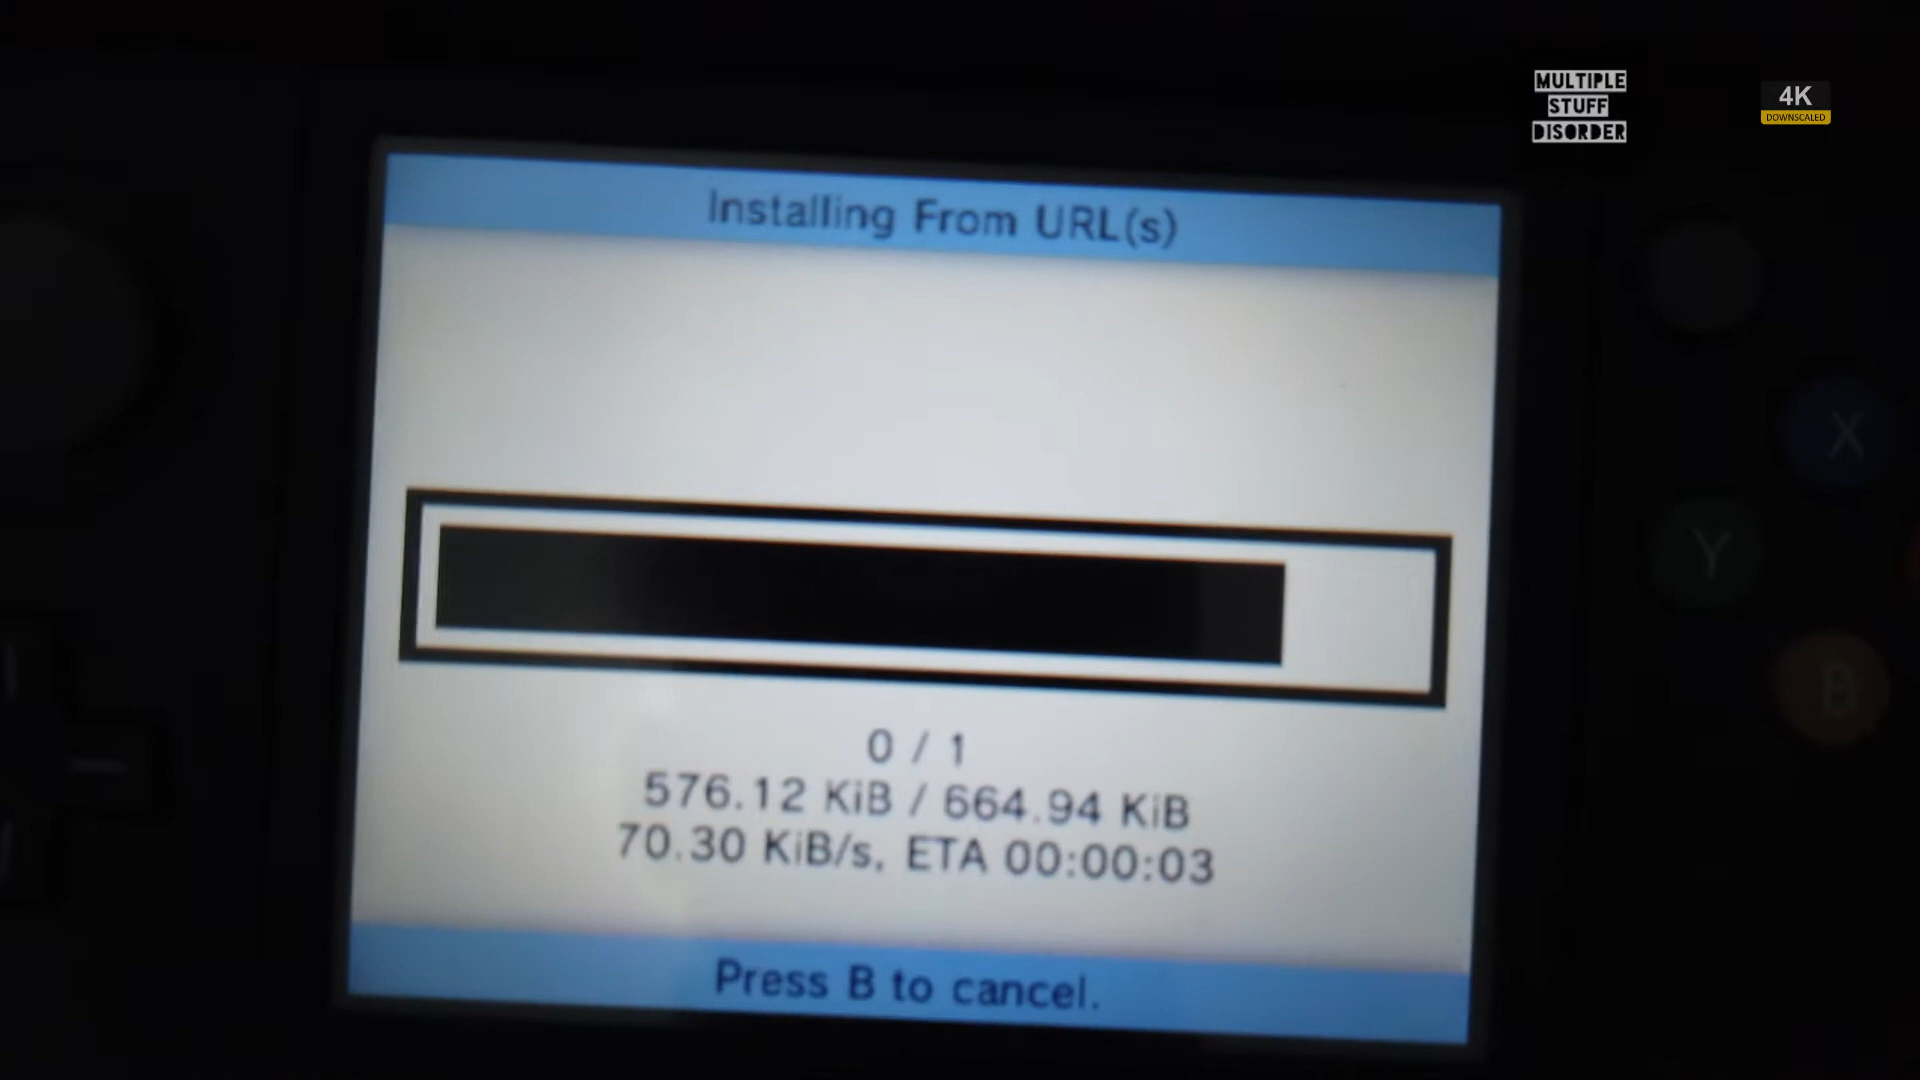 MULTIPLE
STUFF
DISORDER
4K
DOWNSCALED
Installing From URL(s)
X
Y
B
0 / 1
576.12 KiB / 664.94 KiB
70.30 KiB/s, ETA 00:00:03
Press B to cancel.